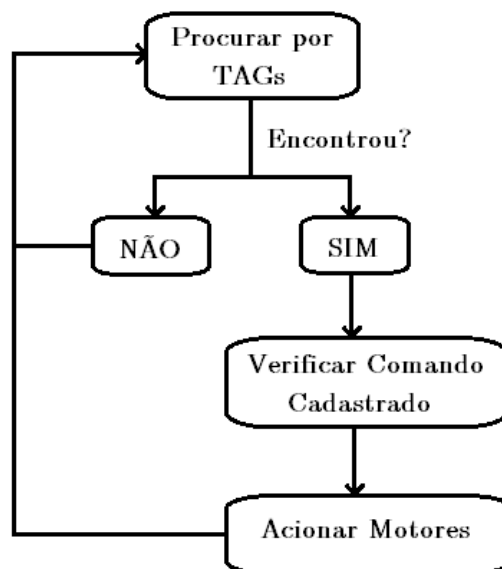 Procurar por
TAGs
Encontrou?
NÃO
SIM
Verificar Comando
Cadastrado
Acionar Motores